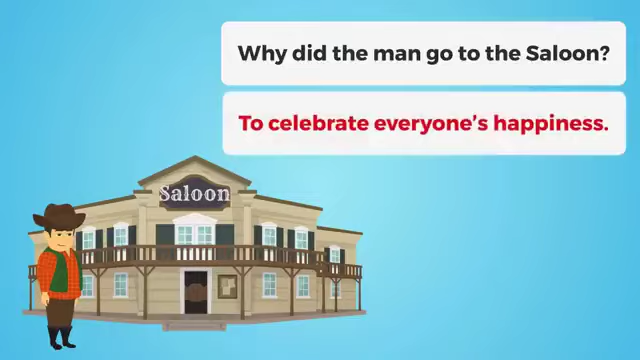 Why did the man go to the Saloon?
To celebrate everyone's happiness.
Saloon